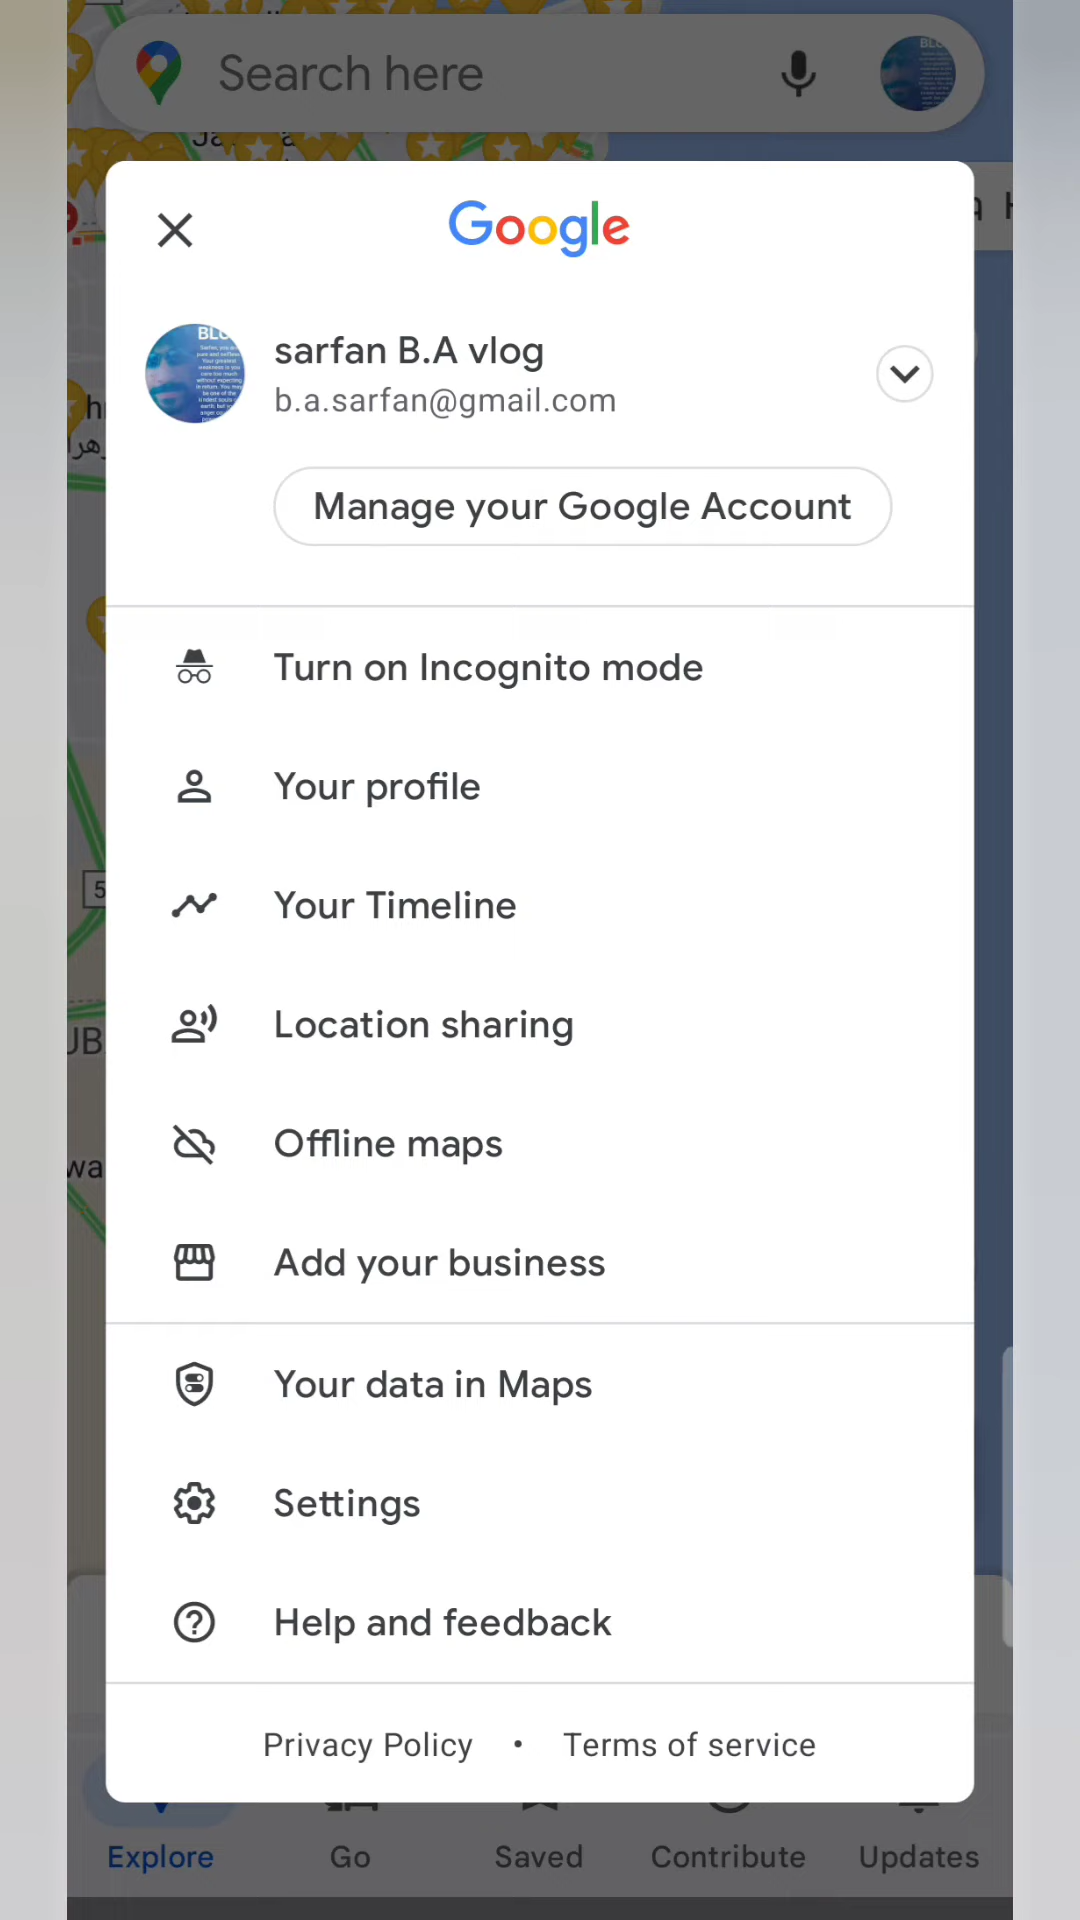 Search here
Google
sarfan B.A vlog
b.a.sarfan@gmail.com
Manage your Google Account
Turn on Incognito mode
Your profile
Your Timeline
5
Location sharing
Offline maps
Add your business
Your data in Maps
Settings
Help and feedback
Privacy Policy • Terms of service
Explore Go Saved Contribute Updates